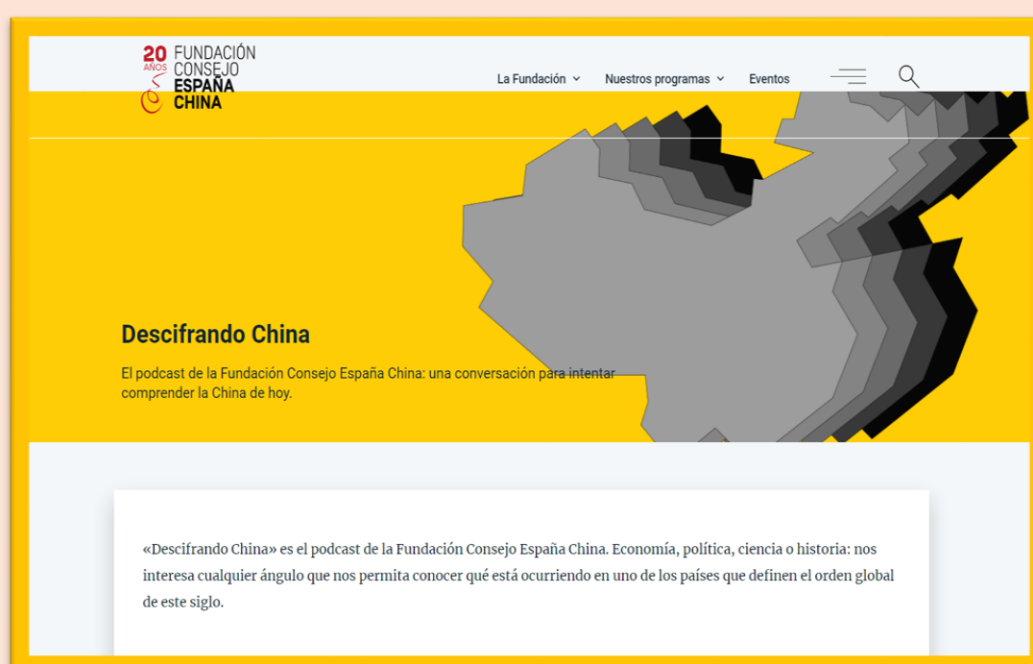 20 FUNDACIÓN
AÑOS CONSEJO
ESPAÑA
CHINA
La Fundación
Nuestros programas
Eventos
Descifrando China
El podcast de la Fundación Consejo España China: una conversación para intentar
comprender la China de hoy.
«Descifrando China» es el podcast de la Fundación Consejo España China. Economía, política, ciencia o historia: nos
interesa cualquier ángulo que nos permita conocer qué está ocurriendo en uno de los países que definen el orden global
de este siglo.